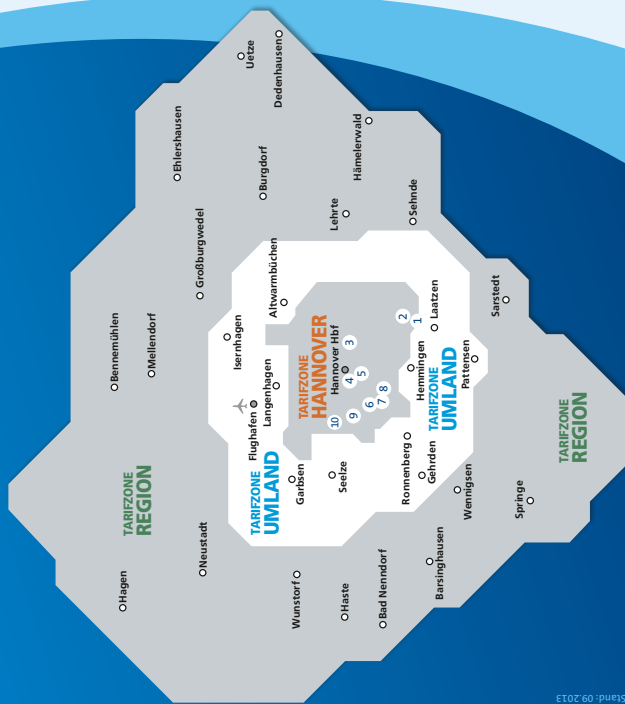 Uetze
Dedenhausen
Ehlershausen
Burgdorf
Hämelerwald
Lehrte
Sehnde
Großburgwedel
Altwarmbüchen
Sarstedt
Bennemühlen
Mellendorf
Isernhagen
Laatzen
Langenhagen
Flughafen
TARIFZONE
HANNOVER
Hannover Hbf
1
2
3
4
5
6
7
8
9
10
Hemmingen
Pattensen
TARIFZONE
UMLAND
TARIFZONE
UMLAND
Garbsen
Seelze
Ronnenberg
Gehrden
Wennigsen
Springe
TARIFZONE
REGION
TARIFZONE
REGION
Neustadt
Hagen
Wunstorf
Haste
Bad Nenndorf
Barsinghausen
Stand: 09.2013